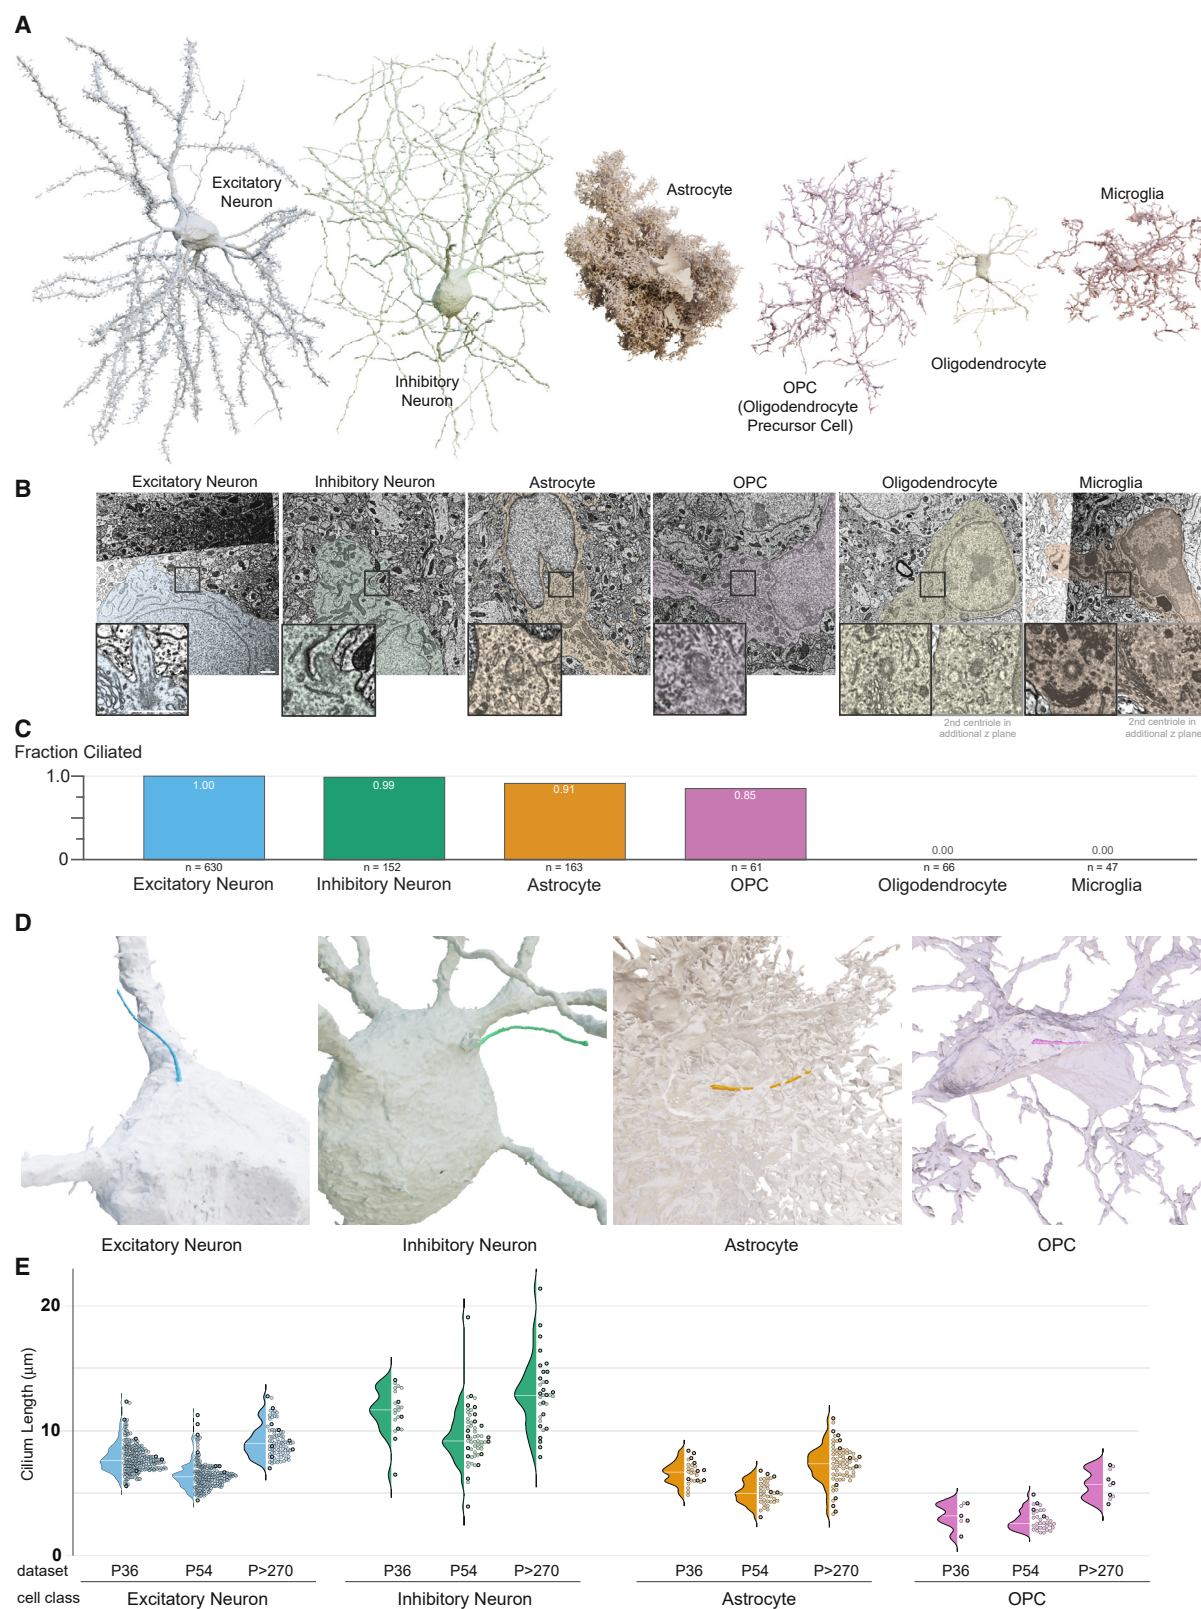 A
Excitatory
Neuron
Inhibitory
Neuron
Astrocyte
OPC
(Oligodendrocyte
Precursor Cell)
Oligodendrocyte
Microglia
B
Excitatory Neuron Inhibitory Neuron Astrocyte OPC Oligodendrocyte Microglia
2nd centriole in
additional z plane
2nd centriole in
additional z plane
C
Fraction Ciliated
1.0
0
1.00 0.99 0.91 0.85 0.00 0.00
n = 630 n = 152 n = 163 n = 61 n = 66 n = 47
Excitatory Neuron Inhibitory Neuron Astrocyte OPC Oligodendrocyte Microglia
D
Excitatory Neuron Inhibitory Neuron Astrocyte OPC
E
Cilium Length (μm)
20
10
0
dataset P36 P54 P>270 P36 P54 P>270 P36 P54 P>270 P36 P54 P>270
cell class Excitatory Neuron Inhibitory Neuron Astrocyte OPC